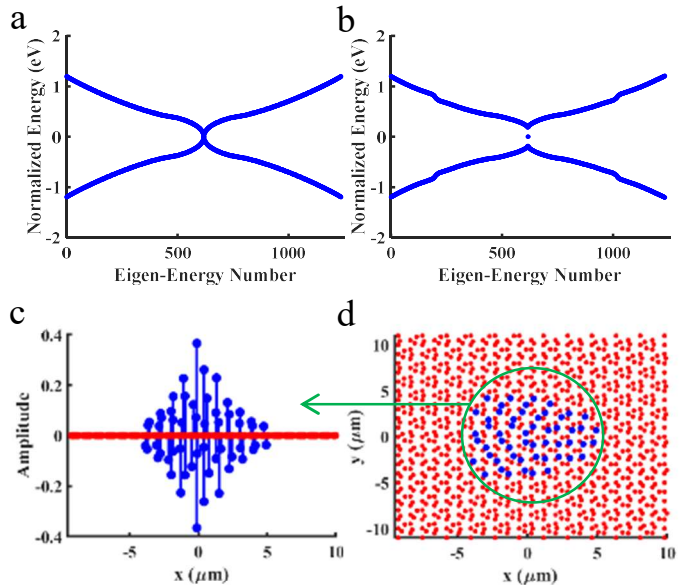 a
b
Normalized Energy (eV)
2
1
0
-1
-2
0
500
1000
Eigen-Energy Number
Normalized Energy (eV)
2
1
0
-1
-2
0
500
1000
Eigen-Energy Number
c
d
Amplitude
0.4
0.2
0
-0.2
-0.4
-5
0
5
10
x (μm)
y (μm)
10
5
0
-5
-10
-5
0
5
10
x (μm)